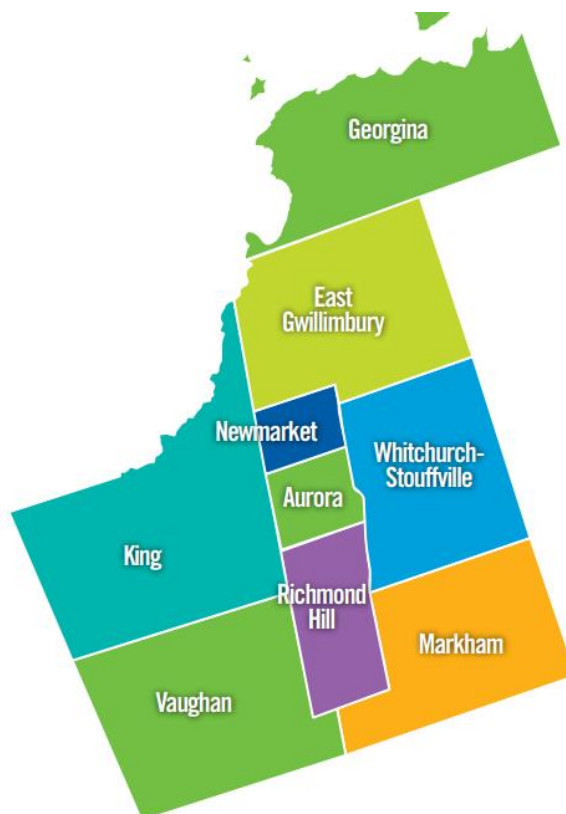 Georgina
East
Gwillimbury
Newmarket
Whitchurch-
Stouffville
Aurora
King
Richmond
Hill
Markham
Vaughan